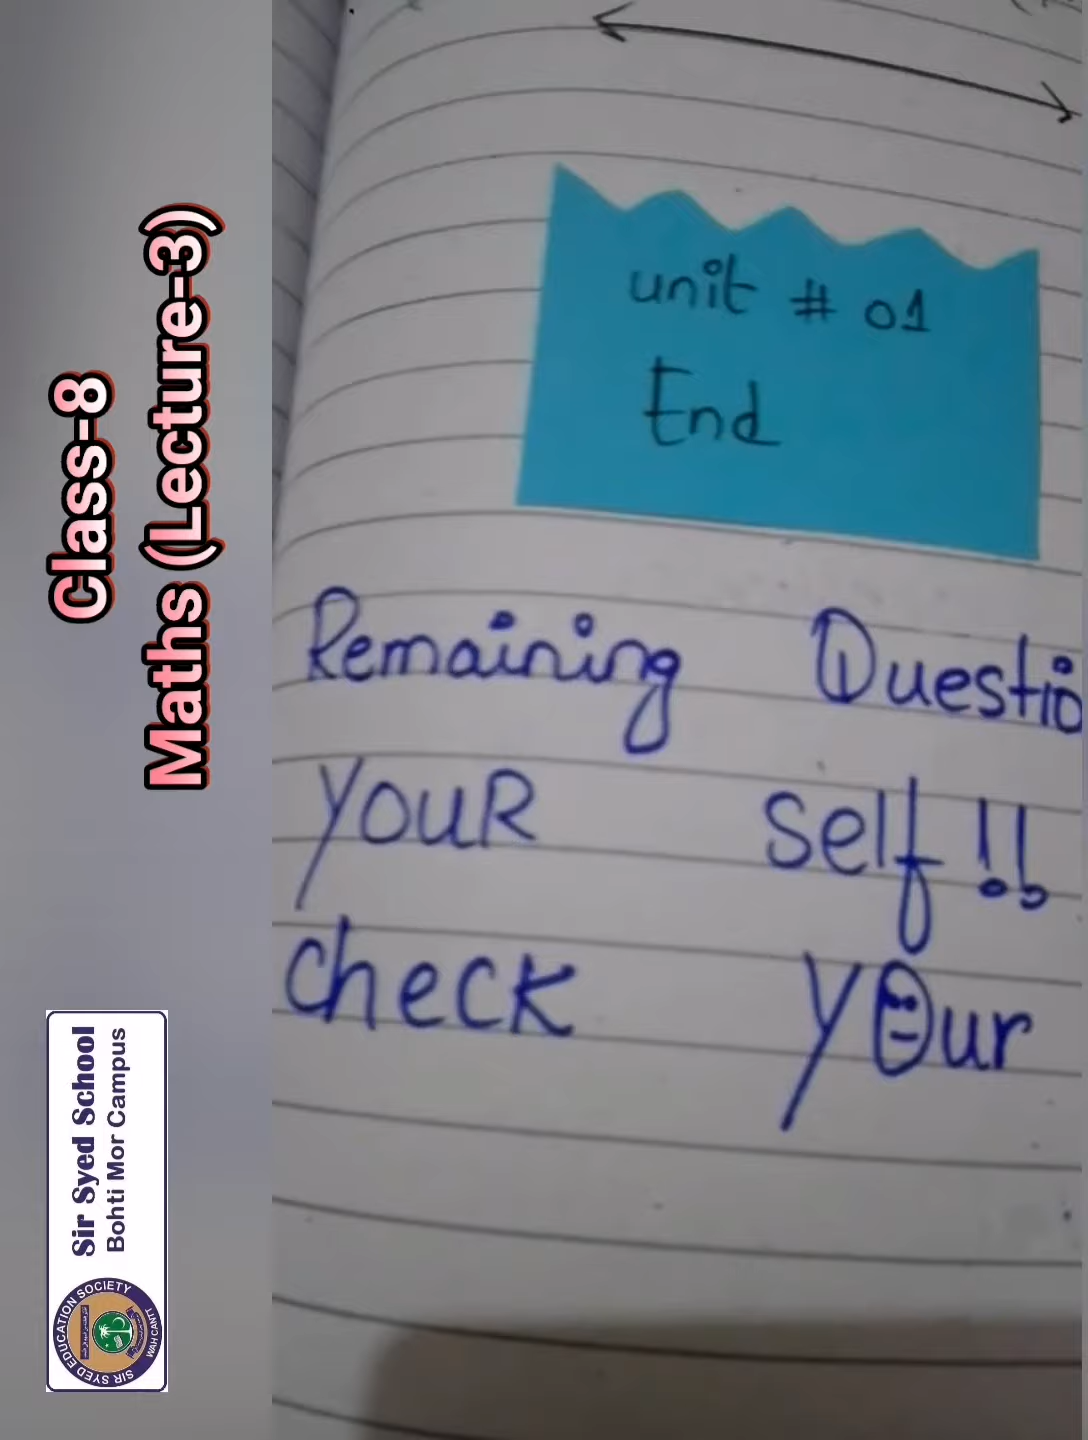 Class-8
Maths (Lecture-3)
Sir Syed School
Bohti Mor Campus
SIR SYED EDUCATION SOCIETY
WAH CANTT
unit # 01
End
Remaining Questio
YOUR self!!
check yOur